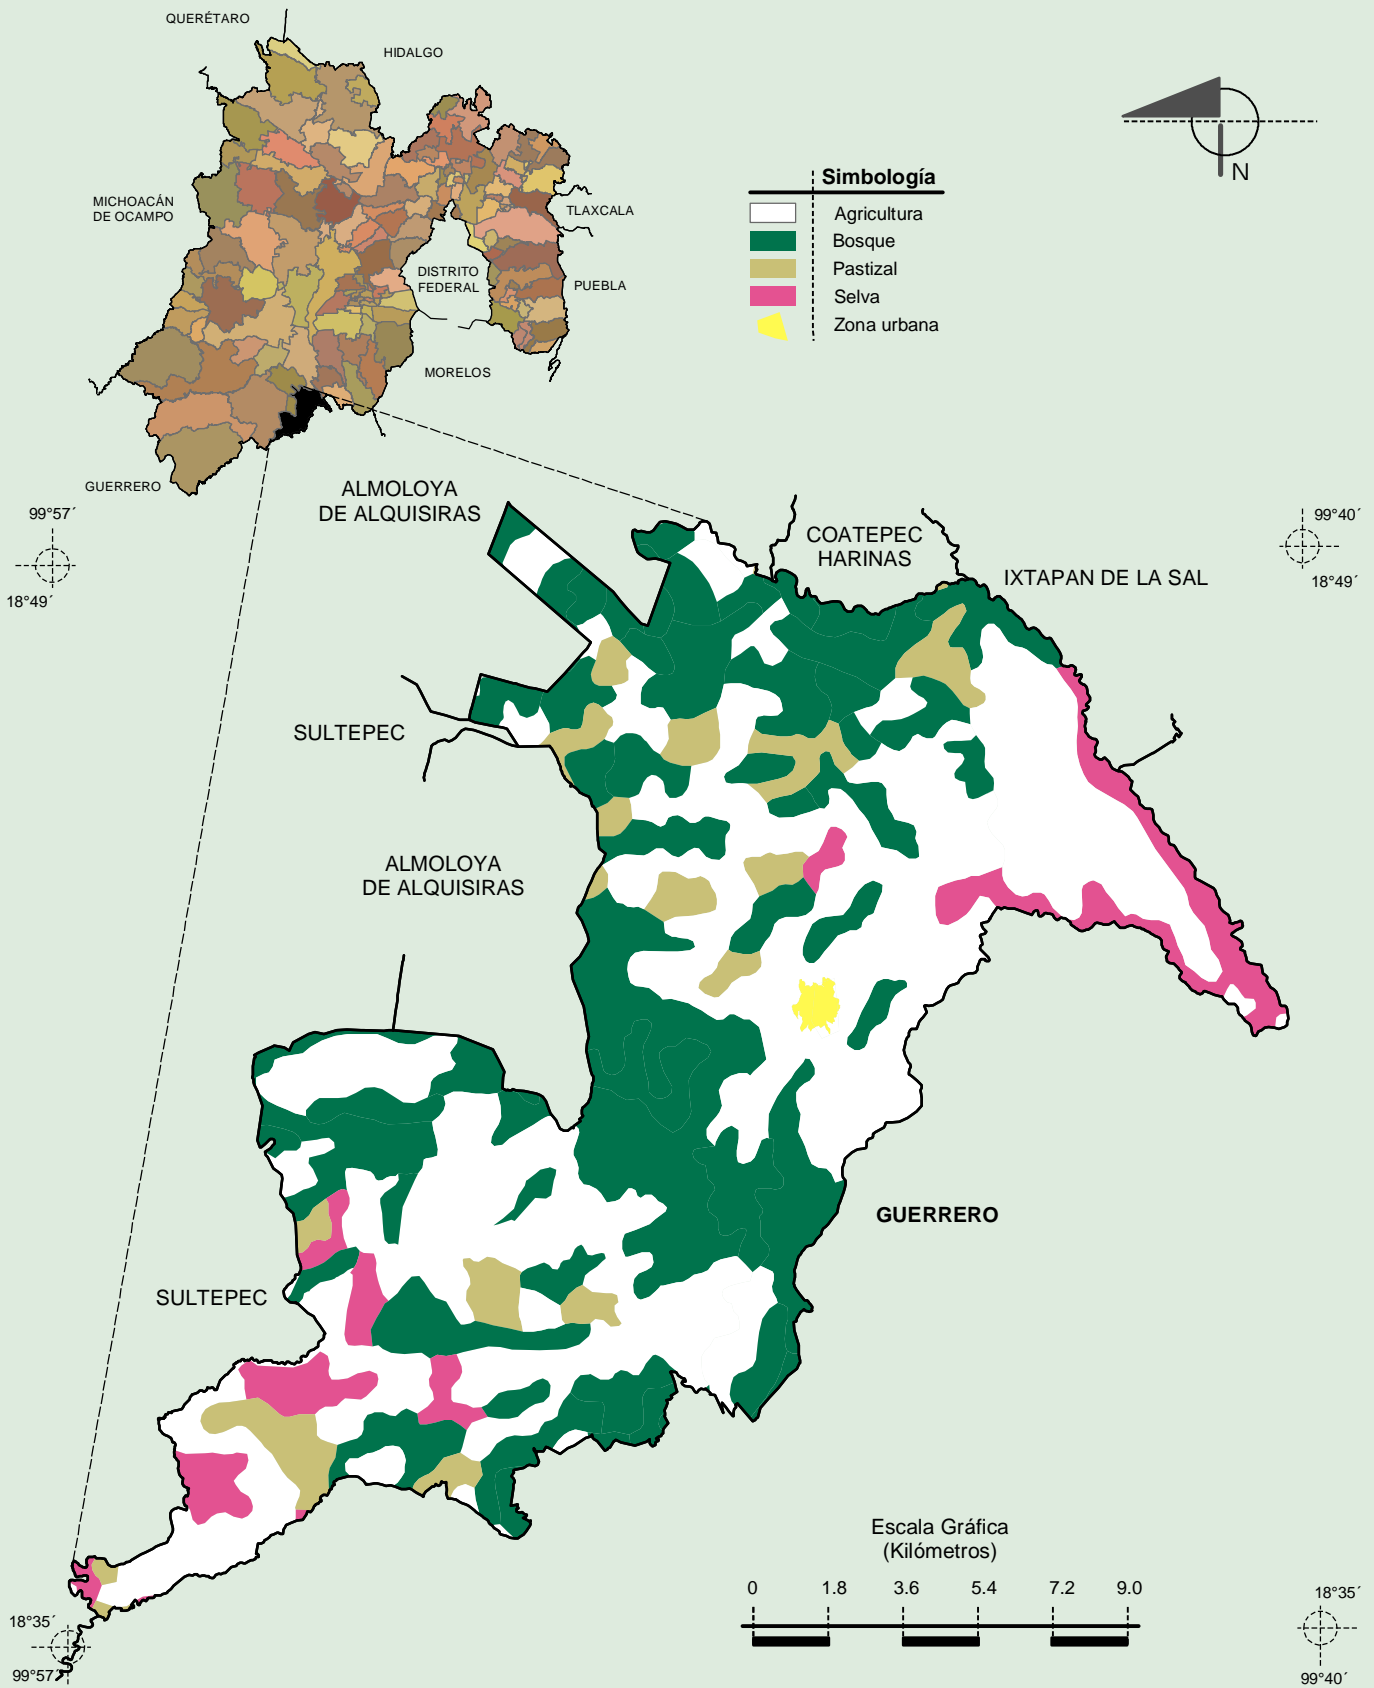 QUERÉTARO
HIDALGO
MICHOACÁN
DE OCAMPO
TLAXCALA
DISTRITO
FEDERAL
PUEBLA
MORELOS
GUERRERO
N
Simbología
Agricultura
Bosque
Pastizal
Selva
Zona urbana
99°57´
18°49´
99°40´
18°49´
ALMOLOYA
DE ALQUISIRAS
COATEPEC
HARINAS
IXTAPAN DE LA SAL
SULTEPEC
ALMOLOYA
DE ALQUISIRAS
GUERRERO
SULTEPEC
Escala Gráfica
(Kilómetros)
0 1.8 3.6 5.4 7.2 9.0
18°35´
99°57´
18°35´
99°40´